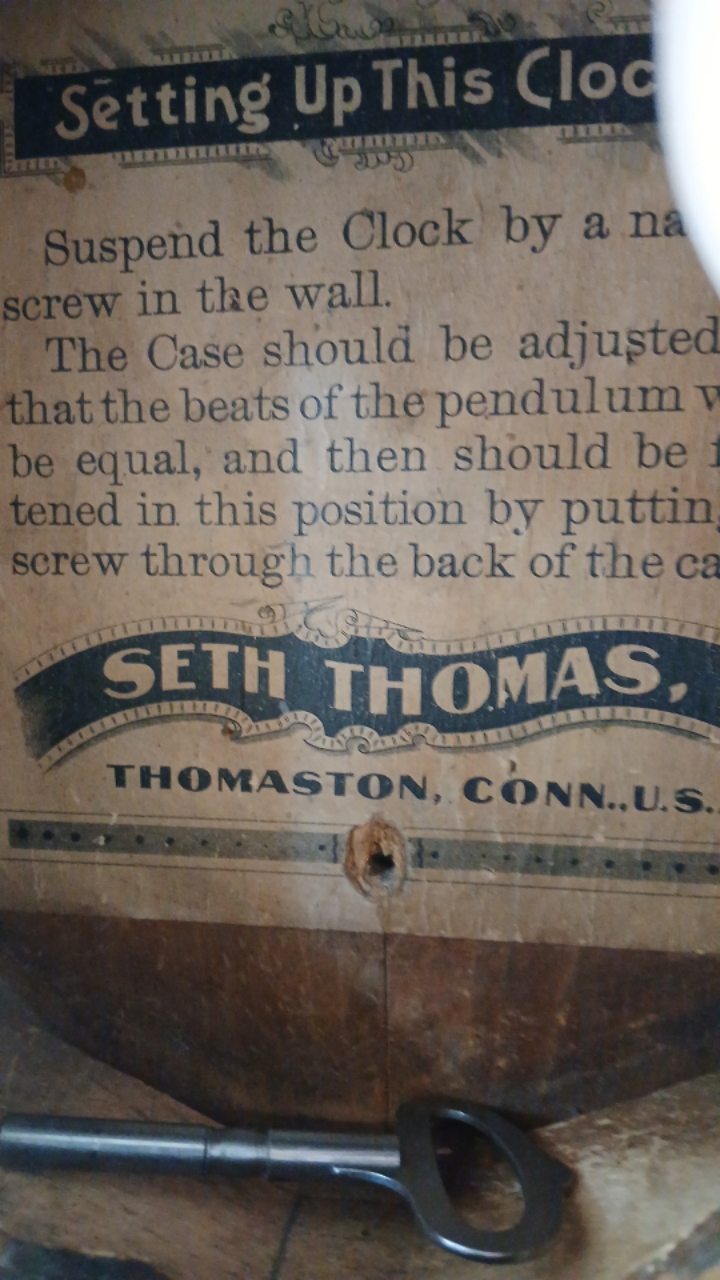 Setting Up This Cloc
Suspend the Clock by a na
screw in the wall.
The Case should be adjusted
that the beats of the pendulum w
be equal, and then should be f
tened in this position by putting
screw through the back of the ca
SETH THOMAS,
THOMASTON, CONN., U.S.